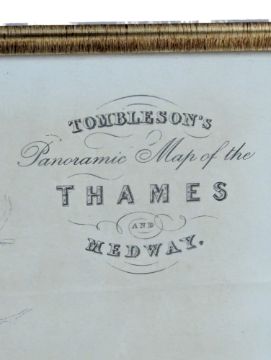 TOMBLESON'S
Panoramic Map of the
THAMES
AND
MEDWAY.